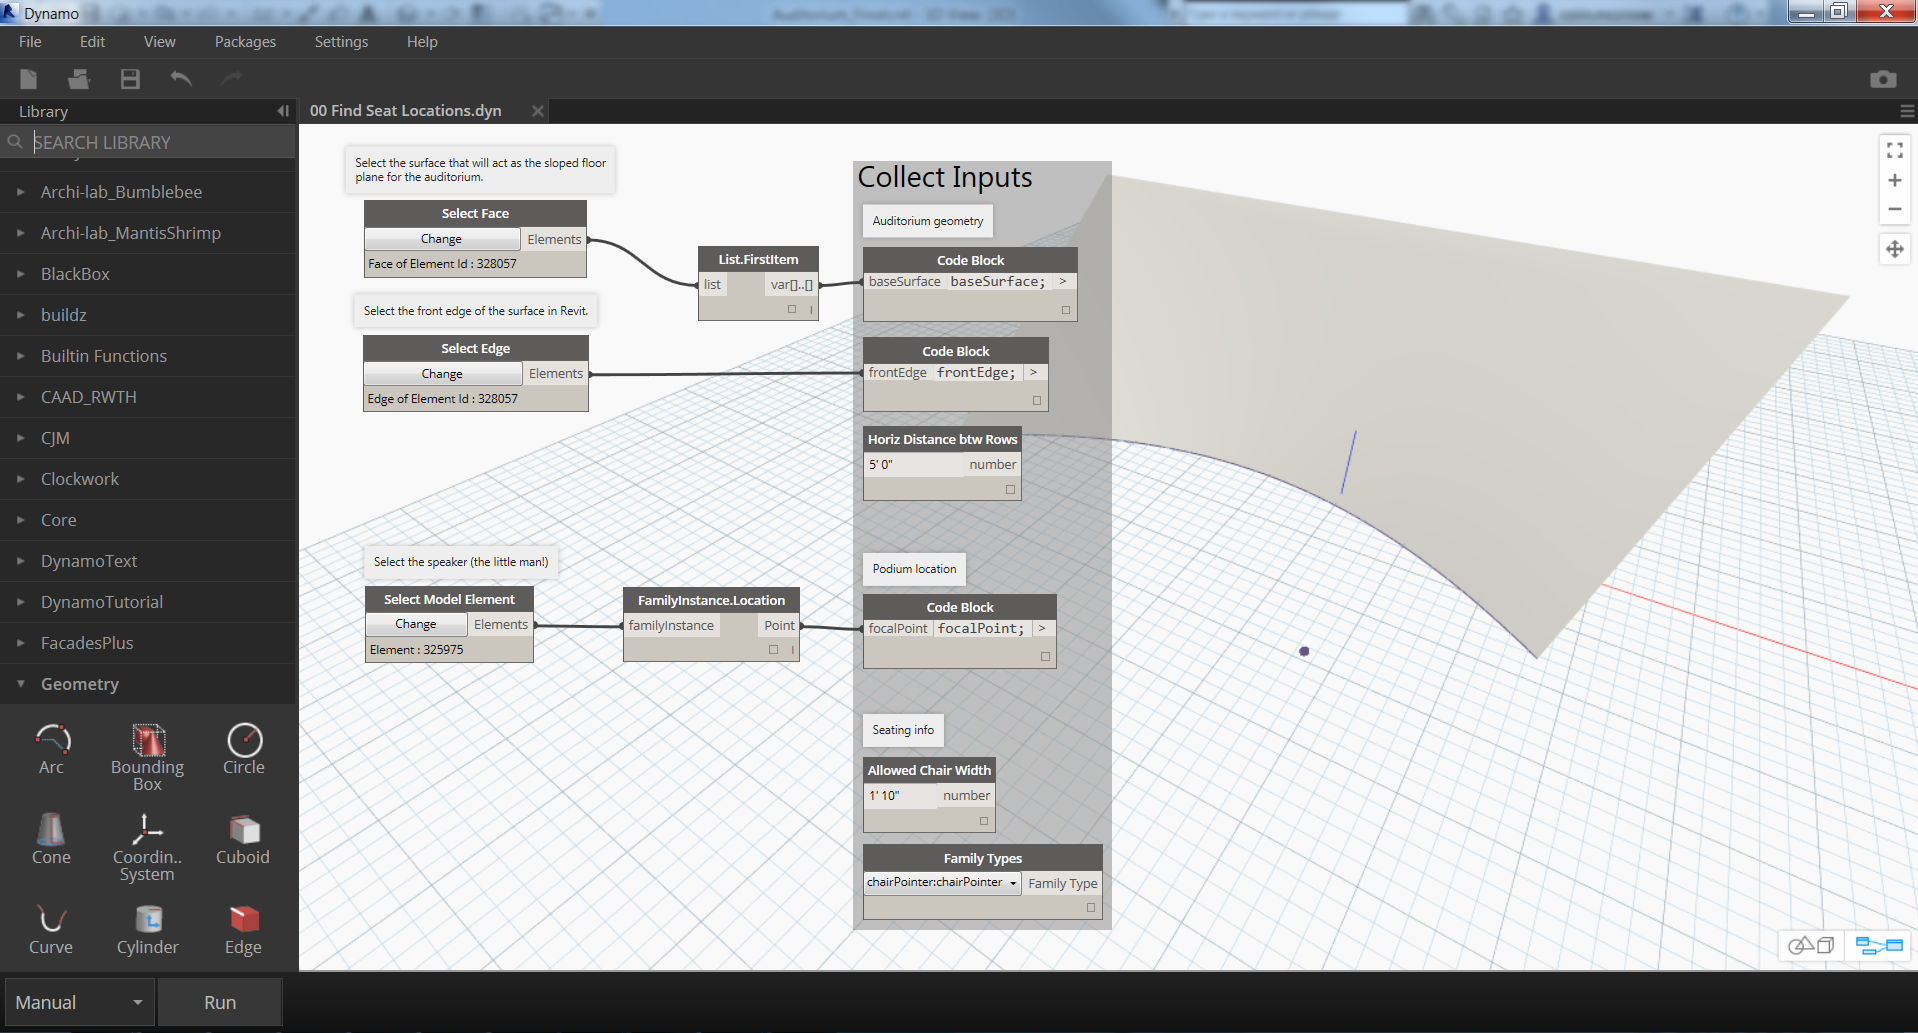 Dynamo
File Edit View Packages Settings Help
Library
00 Find Seat Locations.dyn
SEARCH LIBRARY
Archi-lab_Bumblebee
Archi-lab_MantisShrimp
BlackBox
buildz
Builtin Functions
CAAD_RWTH
CJM
Clockwork
Core
DynamoText
DynamoTutorial
FacadesPlus
Geometry
Arc
Bounding
Box
Circle
Cone
Coordin..
System
Cuboid
Curve
Cylinder
Edge
Manual
Run
Select the surface that will act as the sloped floor
plane for the auditorium.
Select Face
Change Elements
Face of Element Id : 328057
Select the front edge of the surface in Revit.
Select Edge
Change Elements
Edge of Element Id : 328057
List.FirstItem
list var[]..[]
Select the speaker (the little man!)
Select Model Element
Change Elements
Element : 325975
FamilyInstance.Location
familyInstance Point
Collect Inputs
Auditorium geometry
Code Block
baseSurface baseSurface; >
Code Block
frontEdge frontEdge; >
Horiz Distance btw Rows
5' 0" number
Podium location
Code Block
focalPoint focalPoint; >
Seating info
Allowed Chair Width
1' 10" number
Family Types
chairPointer:chairPointer Family Type